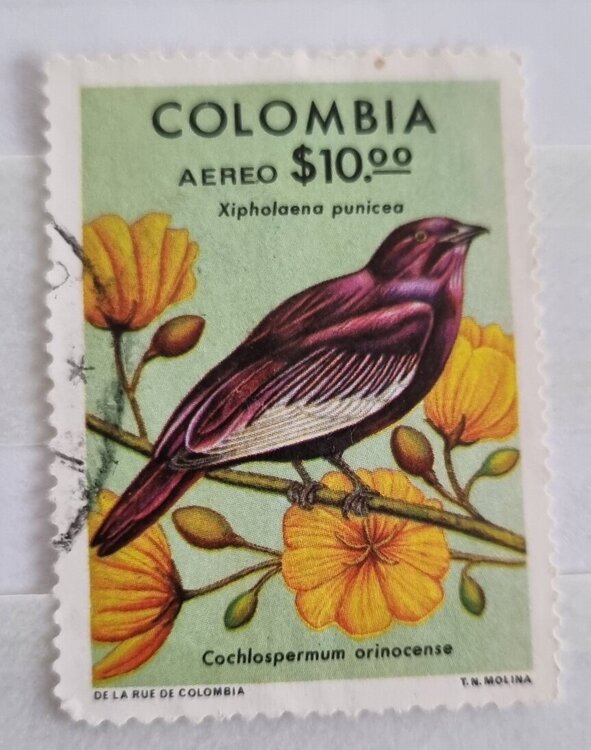 COLOMBIA
AEREO $10.00
Xipholaena punicea
Cochlospermum orinocense
DE LA RUE DE COLOMBIA
T.N. MOLINA